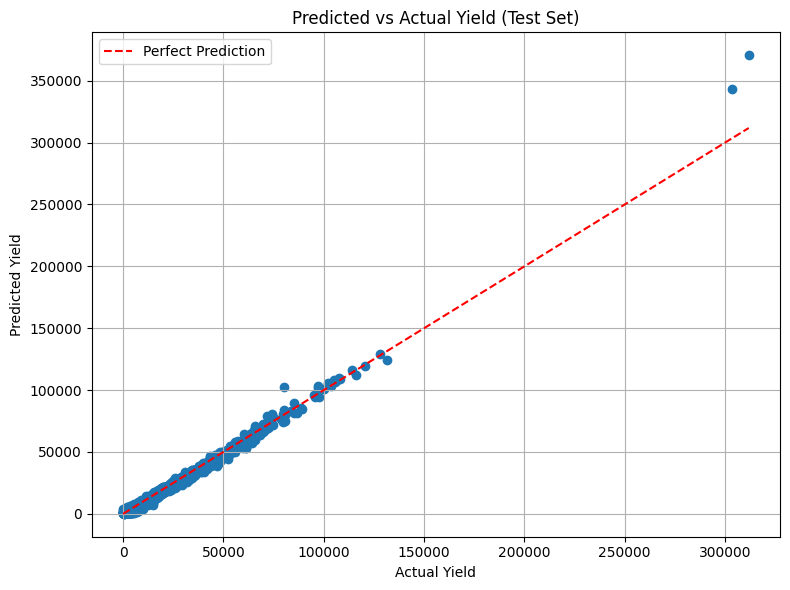 Predicted vs Actual Yield (Test Set)
Perfect Prediction
350000
300000
250000
200000
150000
100000
50000
0
Predicted Yield
0 50000 100000 150000 200000 250000 300000
Actual Yield